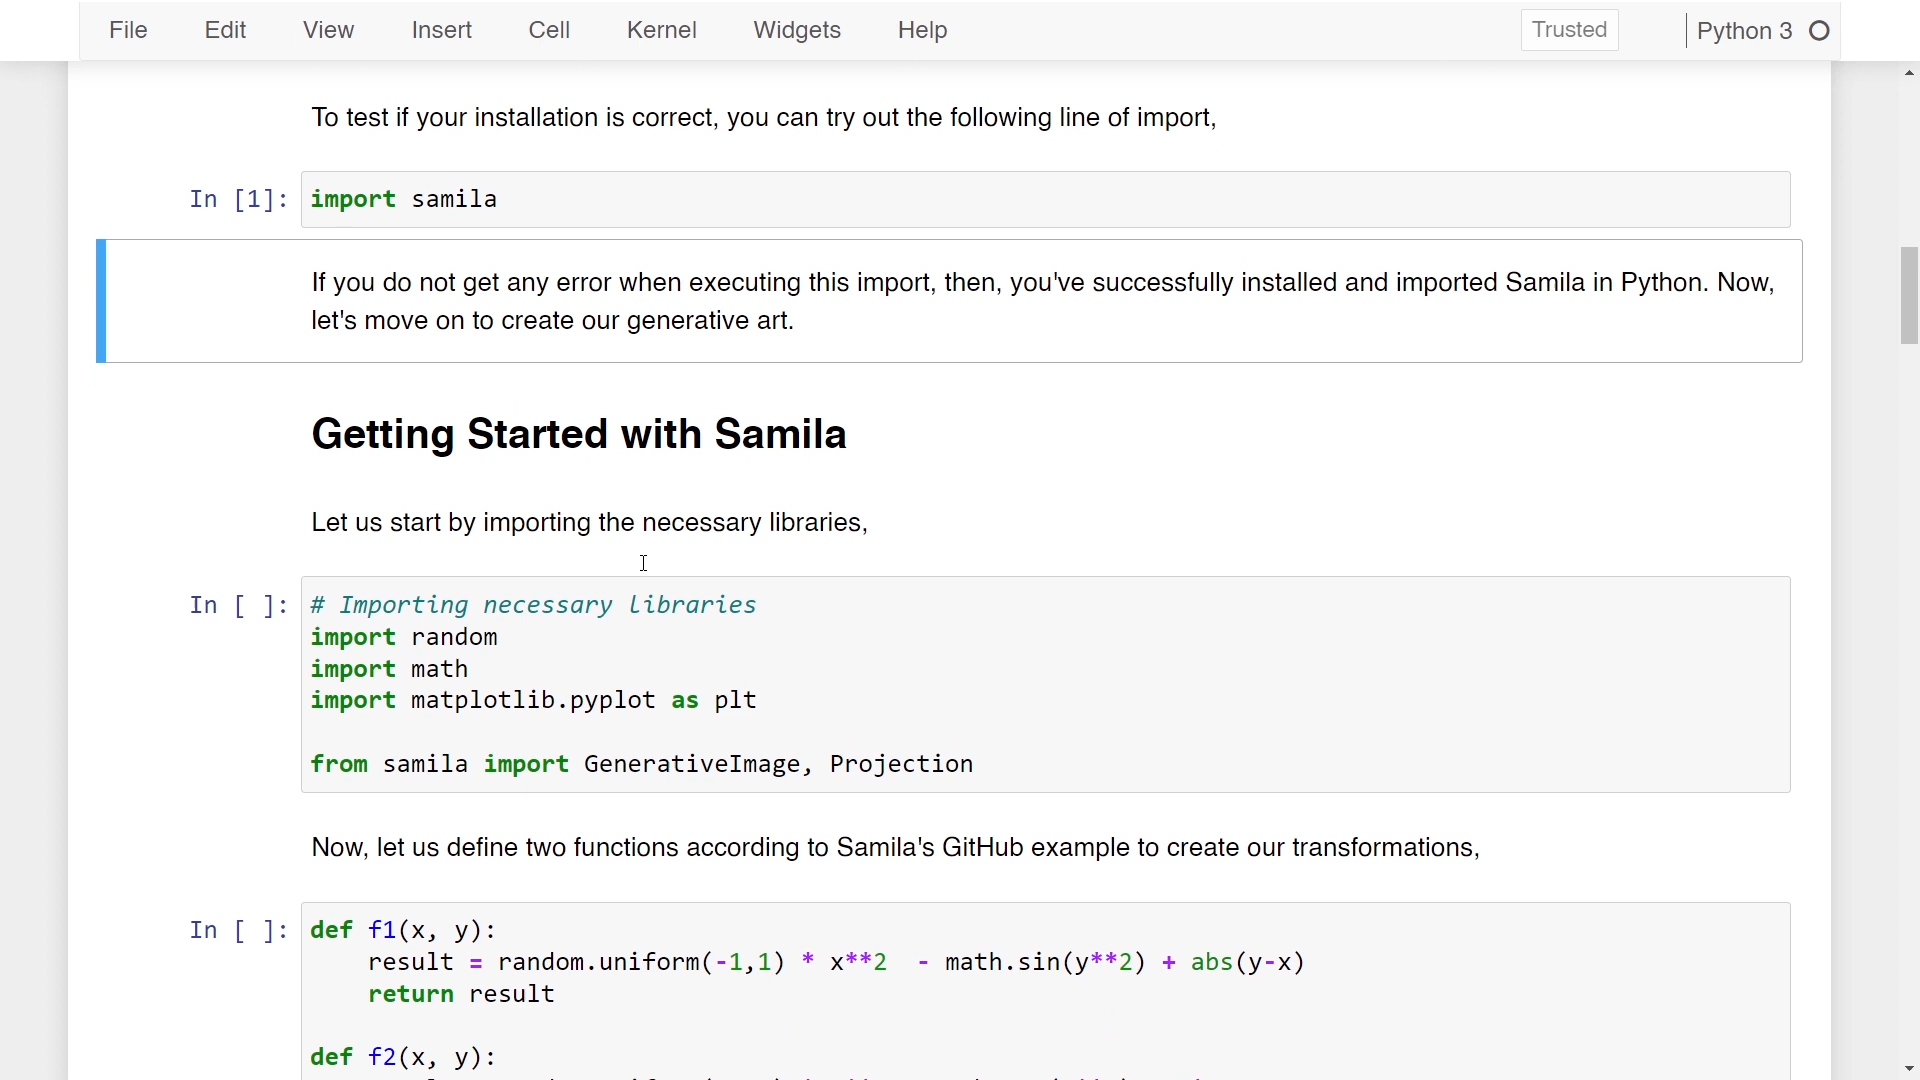 File Edit View Insert Cell Kernel Widgets Help Trusted Python 3
To test if your installation is correct, you can try out the following line of import,
In [1]: import samila
If you do not get any error when executing this import, then, you've successfully installed and imported Samila in Python. Now,
let's move on to create our generative art.
Getting Started with Samila
Let us start by importing the necessary libraries,
In [ ]: # Importing necessary libraries
import random
import math
import matplotlib.pyplot as plt
from samila import GenerativeImage, Projection
Now, let us define two functions according to Samila's GitHub example to create our transformations,
In [ ]: def f1(x, y):
    result = random.uniform(-1,1) * x**2  - math.sin(y**2) + abs(y-x)
    return result
def f2(x, y):